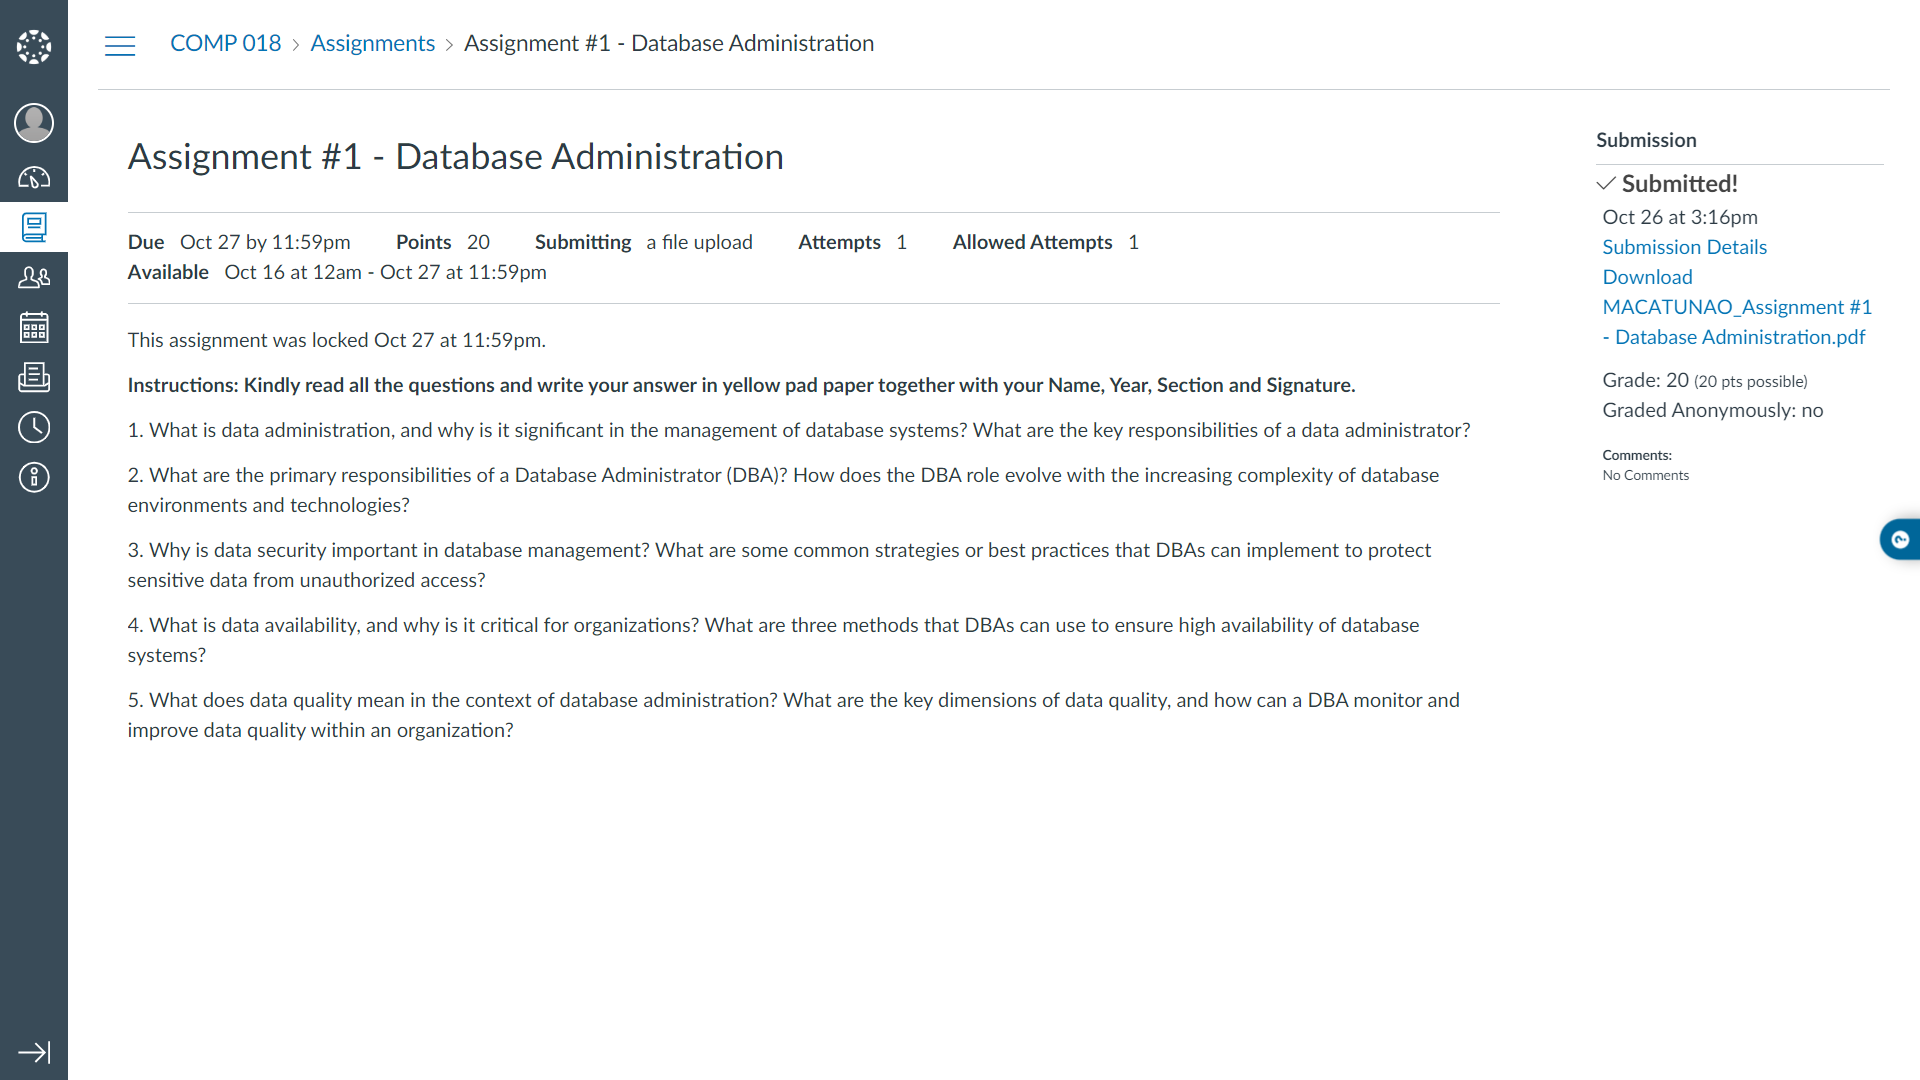 COMP 018 > Assignments > Assignment #1 - Database Administration
Assignment #1 - Database Administration
Due Oct 27 by 11:59pm Points 20 Submitting a file upload Attempts 1 Allowed Attempts 1
Available Oct 16 at 12am - Oct 27 at 11:59pm
This assignment was locked Oct 27 at 11:59pm.
Instructions: Kindly read all the questions and write your answer in yellow pad paper together with your Name, Year, Section and Signature.
1. What is data administration, and why is it significant in the management of database systems? What are the key responsibilities of a data administrator?
2. What are the primary responsibilities of a Database Administrator (DBA)? How does the DBA role evolve with the increasing complexity of database
environments and technologies?
3. Why is data security important in database management? What are some common strategies or best practices that DBAs can implement to protect
sensitive data from unauthorized access?
4. What is data availability, and why is it critical for organizations? What are three methods that DBAs can use to ensure high availability of database
systems?
5. What does data quality mean in the context of database administration? What are the key dimensions of data quality, and how can a DBA monitor and
improve data quality within an organization?
Submission
Submitted!
Oct 26 at 3:16pm
Submission Details
Download
MACATUNAO_Assignment #1
- Database Administration.pdf
Grade: 20 (20 pts possible)
Graded Anonymously: no
Comments:
No Comments